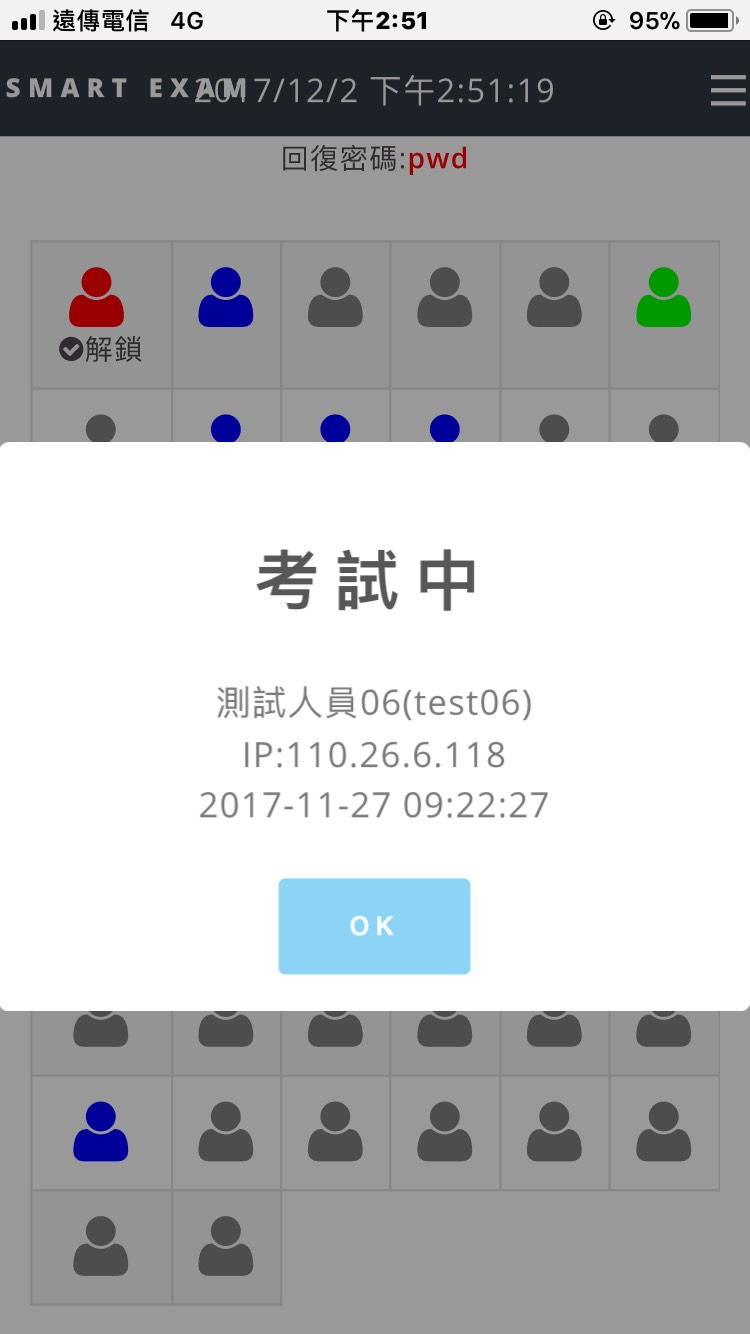 遠傳電信 4G 下午2:51 95%
SMART EXAM 2017/12/2 下午2:51:19
回復密碼:pwd
解鎖
考試中
測試人員06(test06)
IP:110.26.6.118
2017-11-27 09:22:27
OK